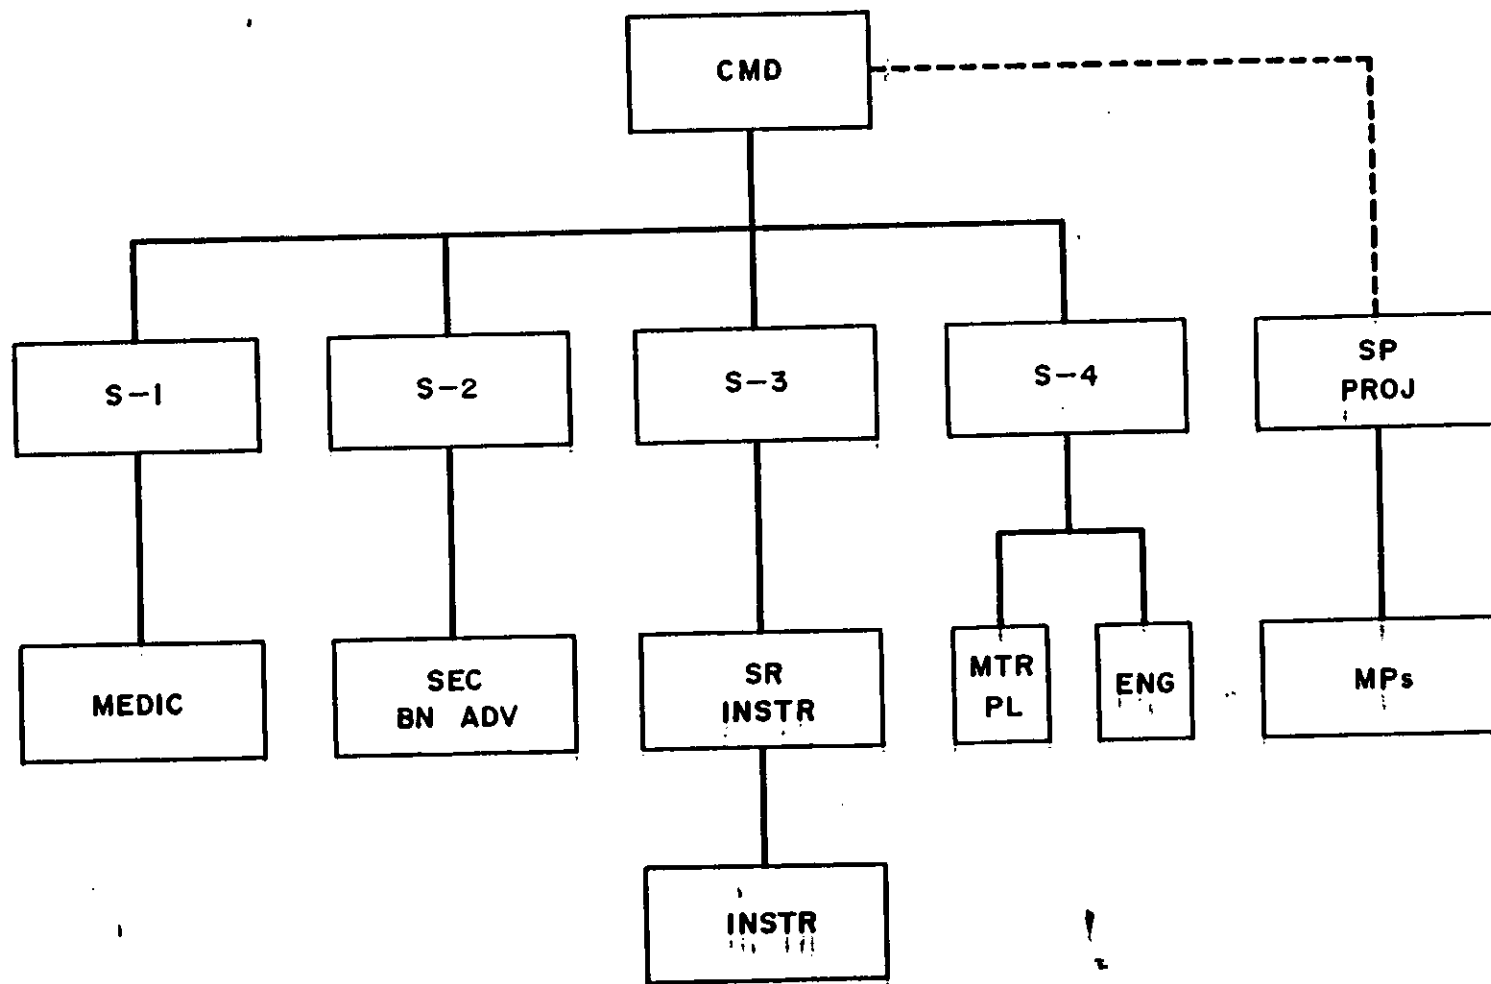 CMD
S-1
S-2
S-3
S-4
SP
PROJ
MEDIC
SEC
BN ADV
SR
INSTR
MTR
PL
ENG
MPs
INSTR